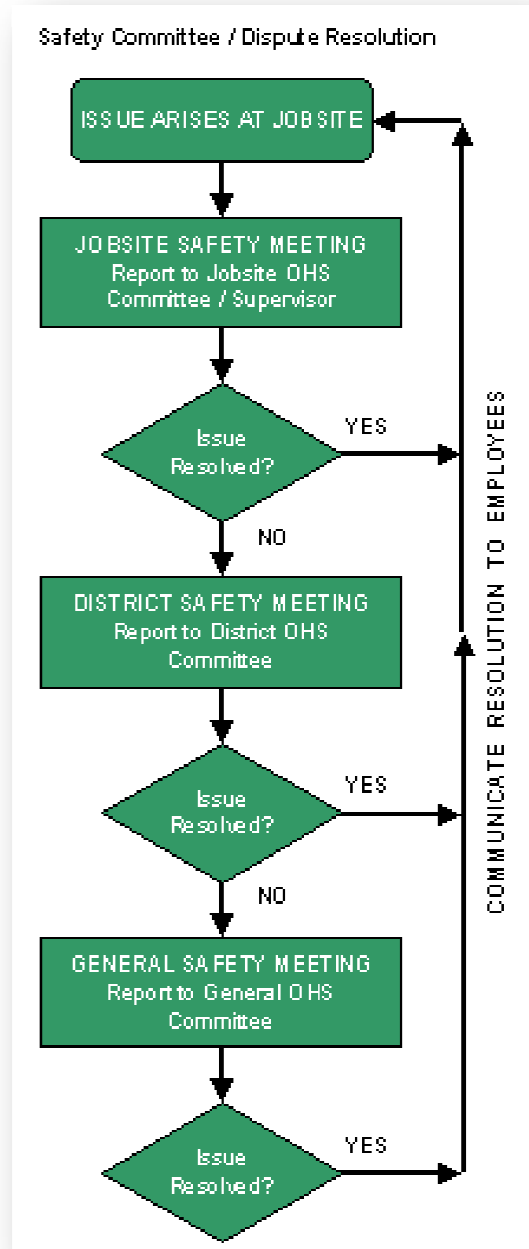 Safety Committee / Dispute Resolution
ISSUE ARISES AT JOBSITE
JOBSITE SAFETY MEETING
Report to Jobsite OHS
Committee / Supervisor
Issue
Resolved?
YES
NO
DISTRICT SAFETY MEETING
Report to District OHS
Committee
Issue
Resolved?
YES
NO
GENERAL SAFETY MEETING
Report to General OHS
Committee
Issue
Resolved?
YES
COMMUNICATE RESOLUTION TO EMPLOYEES